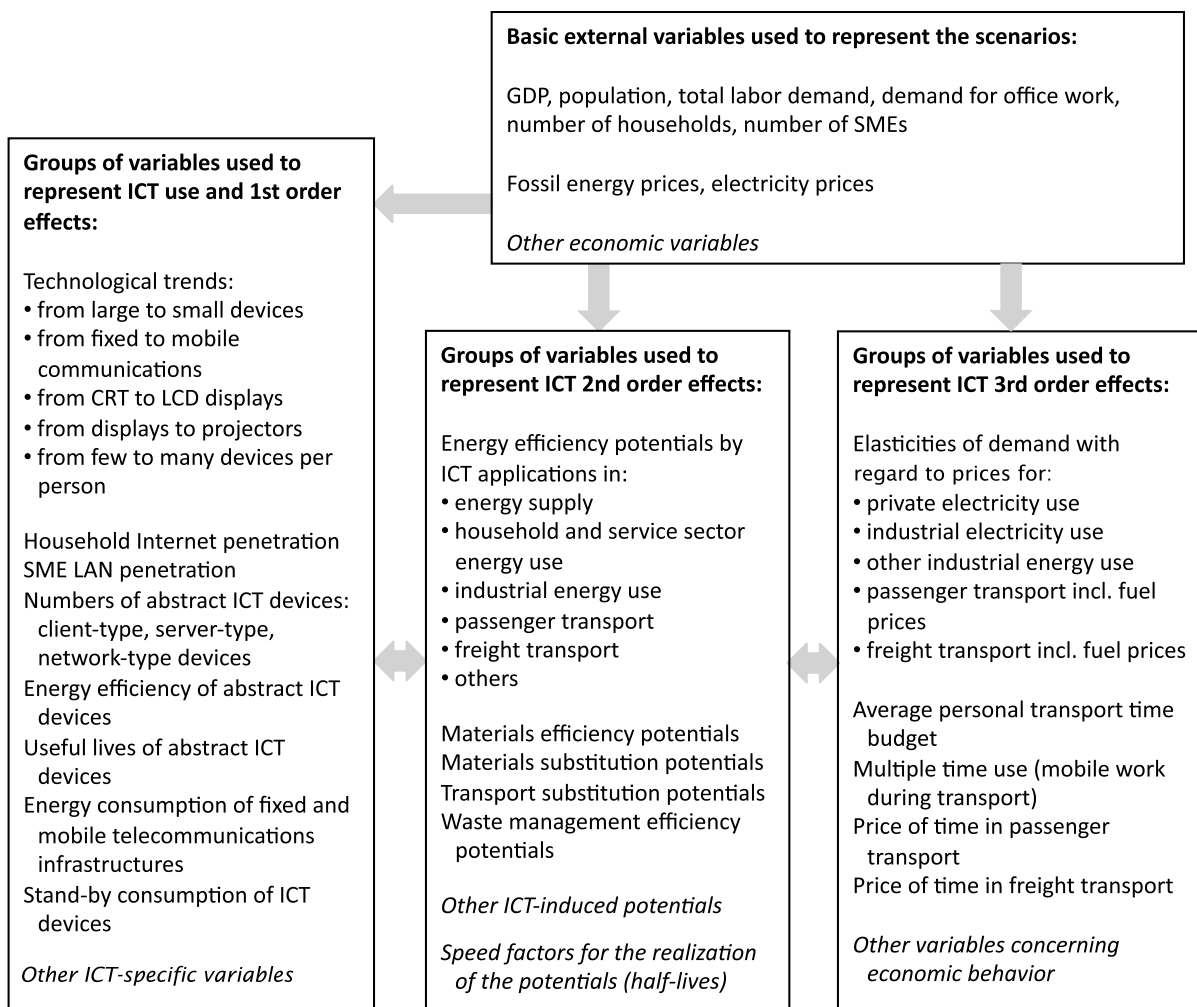 Basic external variables used to represent the scenarios:
GDP, population, total labor demand, demand for office work,
number of households, number of SMEs
Fossil energy prices, electricity prices
Other economic variables
Groups of variables used to
represent ICT use and 1st order
effects:
Technological trends:
• from large to small devices
• from fixed to mobile
communications
• from CRT to LCD displays
• from displays to projectors
• from few to many devices per
person
Household Internet penetration
SME LAN penetration
Numbers of abstract ICT devices:
client-type, server-type,
network-type devices
Energy efficiency of abstract ICT
devices
Useful lives of abstract ICT
devices
Energy consumption of fixed and
mobile telecommunications
infrastructures
Stand-by consumption of ICT
devices
Other ICT-specific variables
Groups of variables used to
represent ICT 2nd order effects:
Energy efficiency potentials by
ICT applications in:
• energy supply
• household and service sector
energy use
• industrial energy use
• passenger transport
• freight transport
• others
Materials efficiency potentials
Materials substitution potentials
Transport substitution potentials
Waste management efficiency
potentials
Other ICT-induced potentials
Speed factors for the realization
of the potentials (half-lives)
Groups of variables used to
represent ICT 3rd order effects:
Elasticities of demand with
regard to prices for:
• private electricity use
• industrial electricity use
• other industrial energy use
• passenger transport incl. fuel
prices
• freight transport incl. fuel prices
Average personal transport time
budget
Multiple time use (mobile work
during transport)
Price of time in passenger
transport
Price of time in freight transport
Other variables concerning
economic behavior